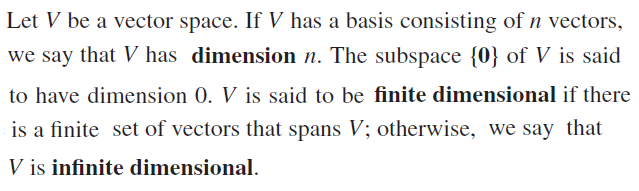 Let V be a vector space. If V has a basis consisting of n vectors,
we say that V has dimension n. The subspace {0} of V is said
to have dimension 0. V is said to be finite dimensional if there
is a finite set of vectors that spans V; otherwise, we say that
V is infinite dimensional.